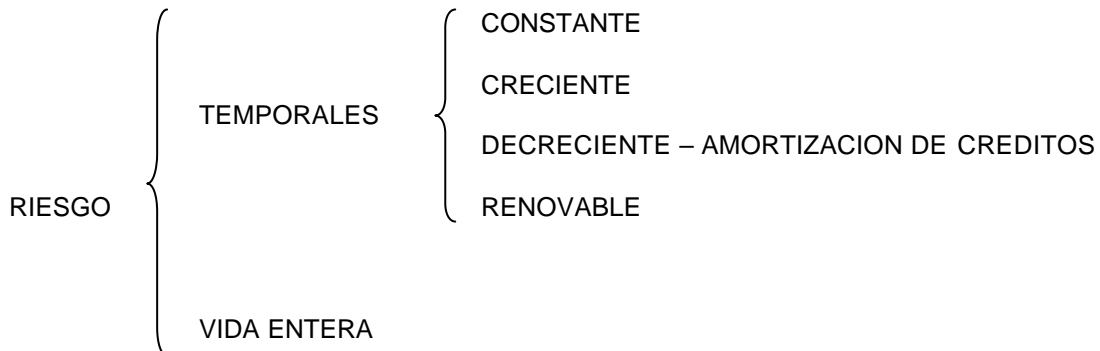 CONSTANTE
CRECIENTE
TEMPORALES
DECRECIENTE – AMORTIZACION DE CREDITOS
RIESGO
RENOVABLE
VIDA ENTERA